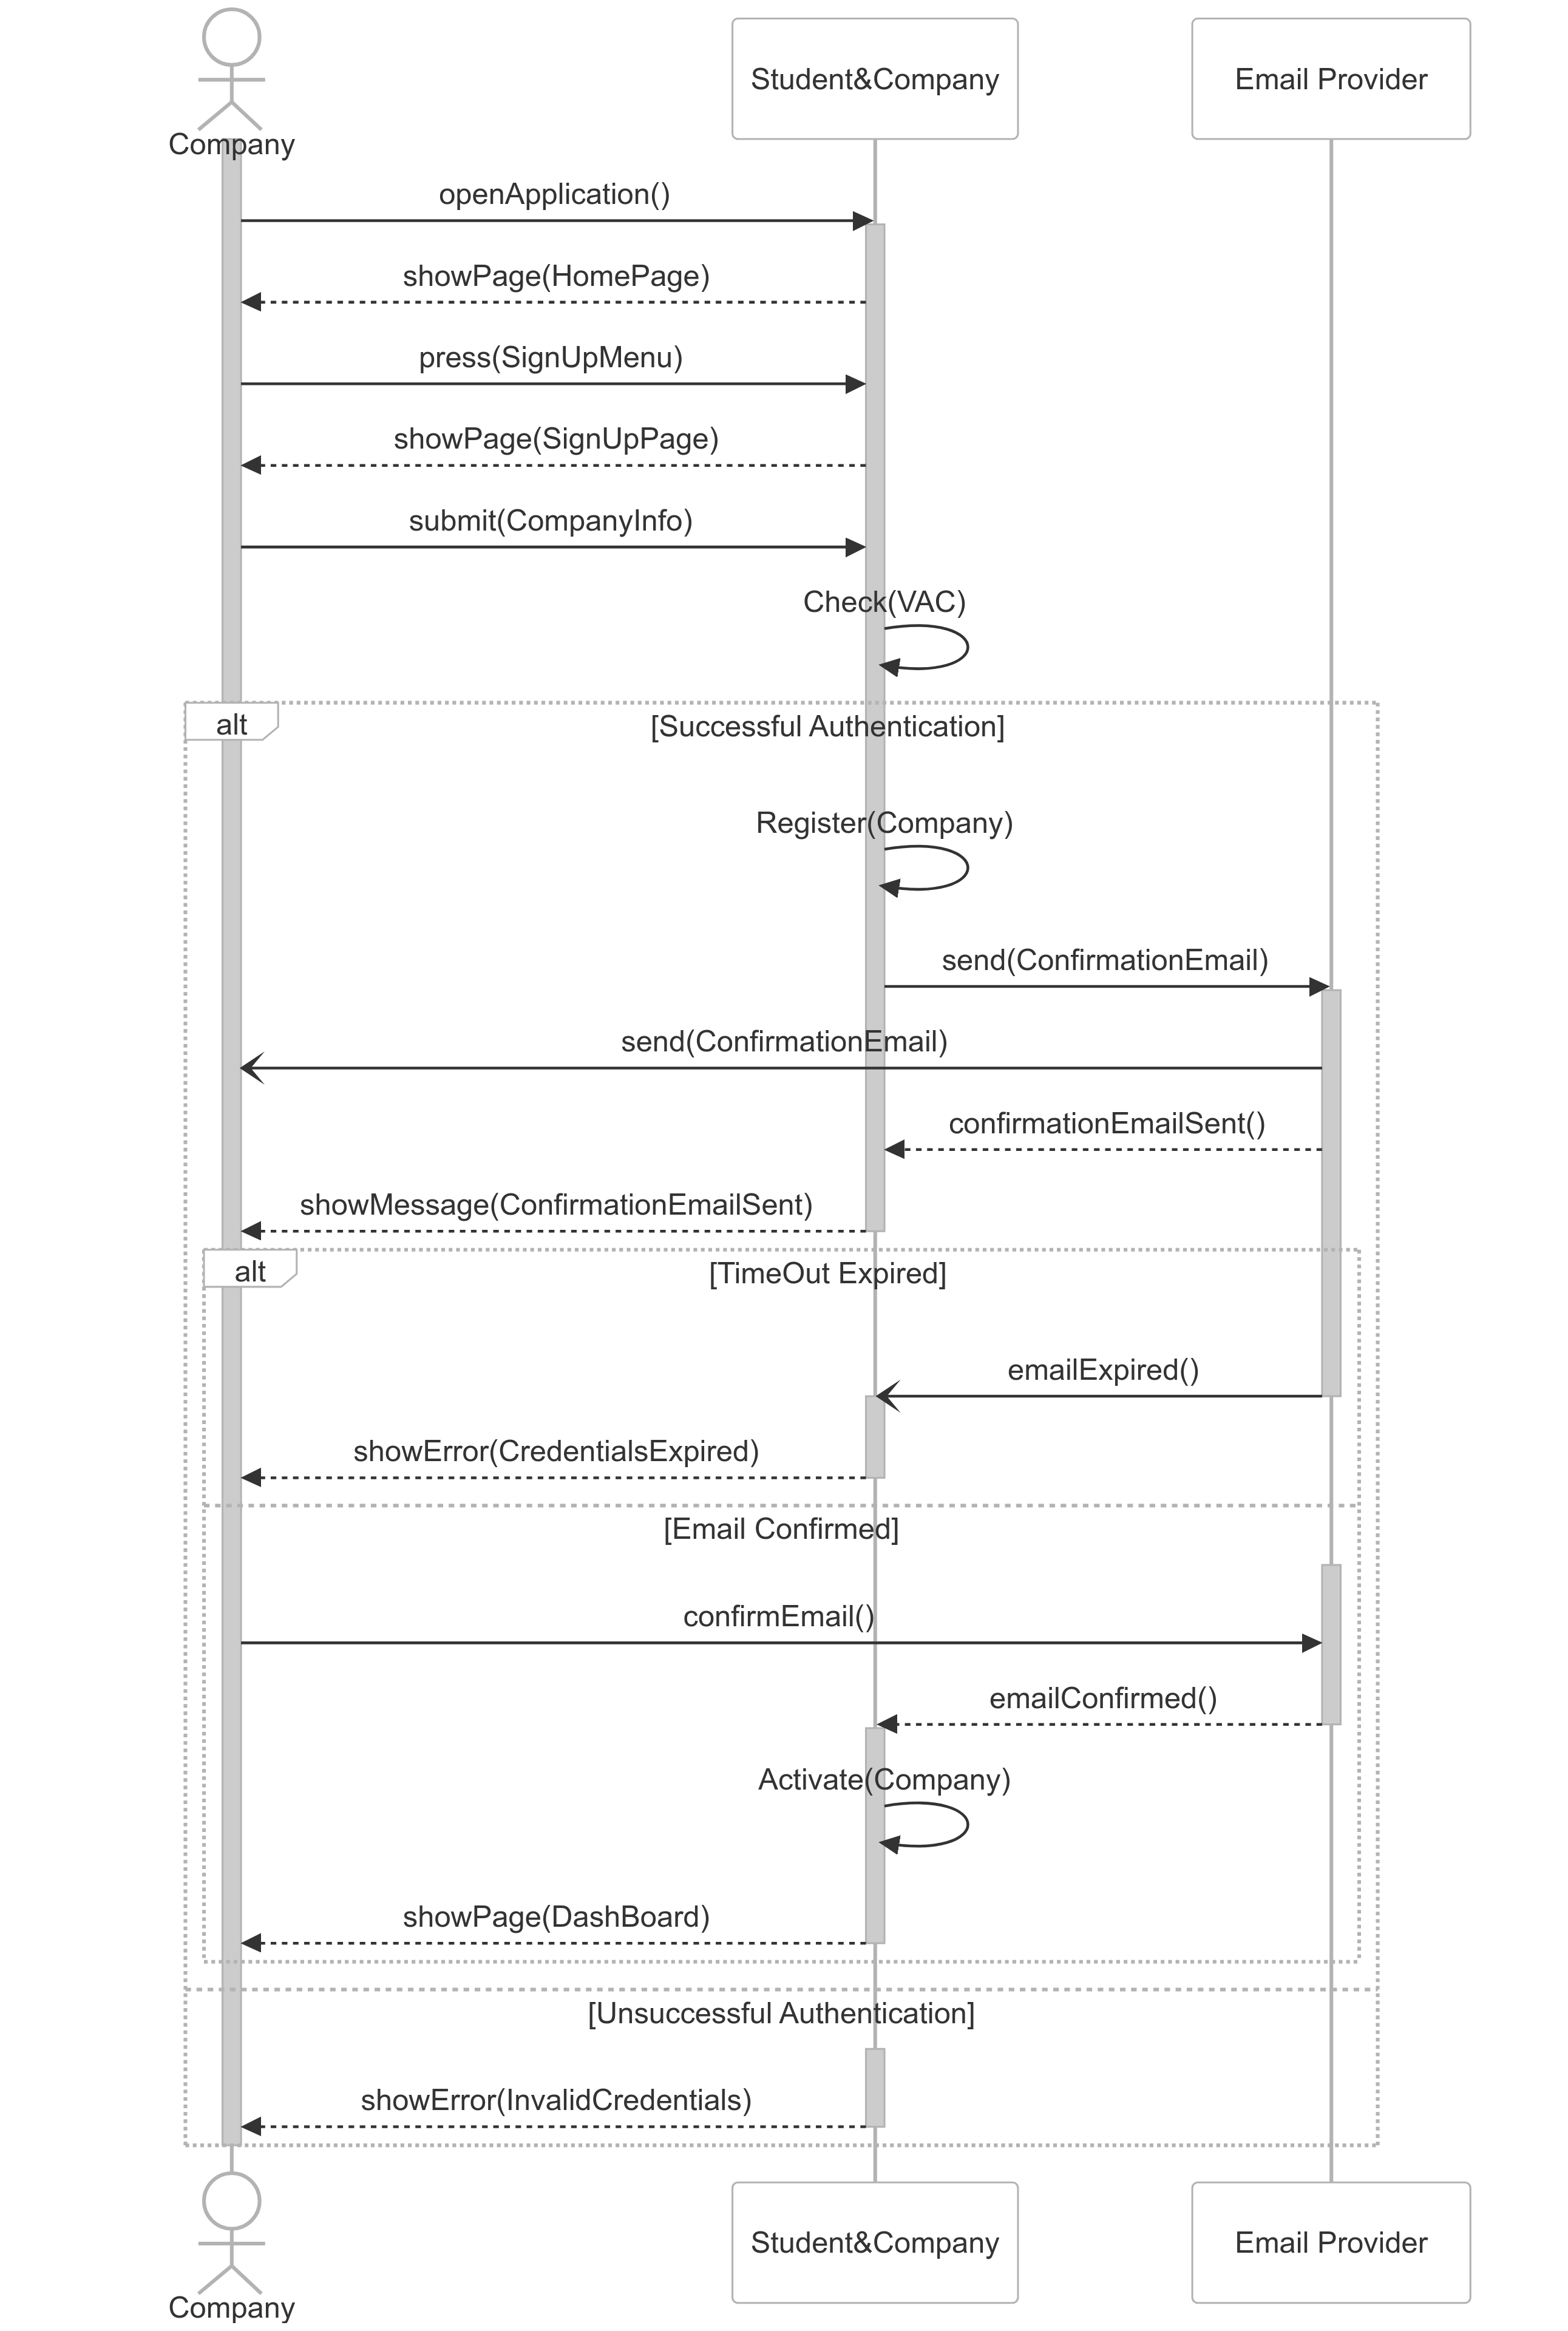 Company
Student&Company
Email Provider
openApplication()
showPage(HomePage)
press(SignUpMenu)
showPage(SignUpPage)
submit(CompanyInfo)
Check(VAC)
alt
[Successful Authentication]
Register(Company)
send(ConfirmationEmail)
send(ConfirmationEmail)
confirmationEmailSent()
showMessage(ConfirmationEmailSent)
alt
[TimeOut Expired]
emailExpired()
showError(CredentialsExpired)
[Email Confirmed]
confirmEmail()
emailConfirmed()
Activate(Company)
showPage(DashBoard)
[Unsuccessful Authentication]
showError(InvalidCredentials)
Student&Company
Email Provider
Company